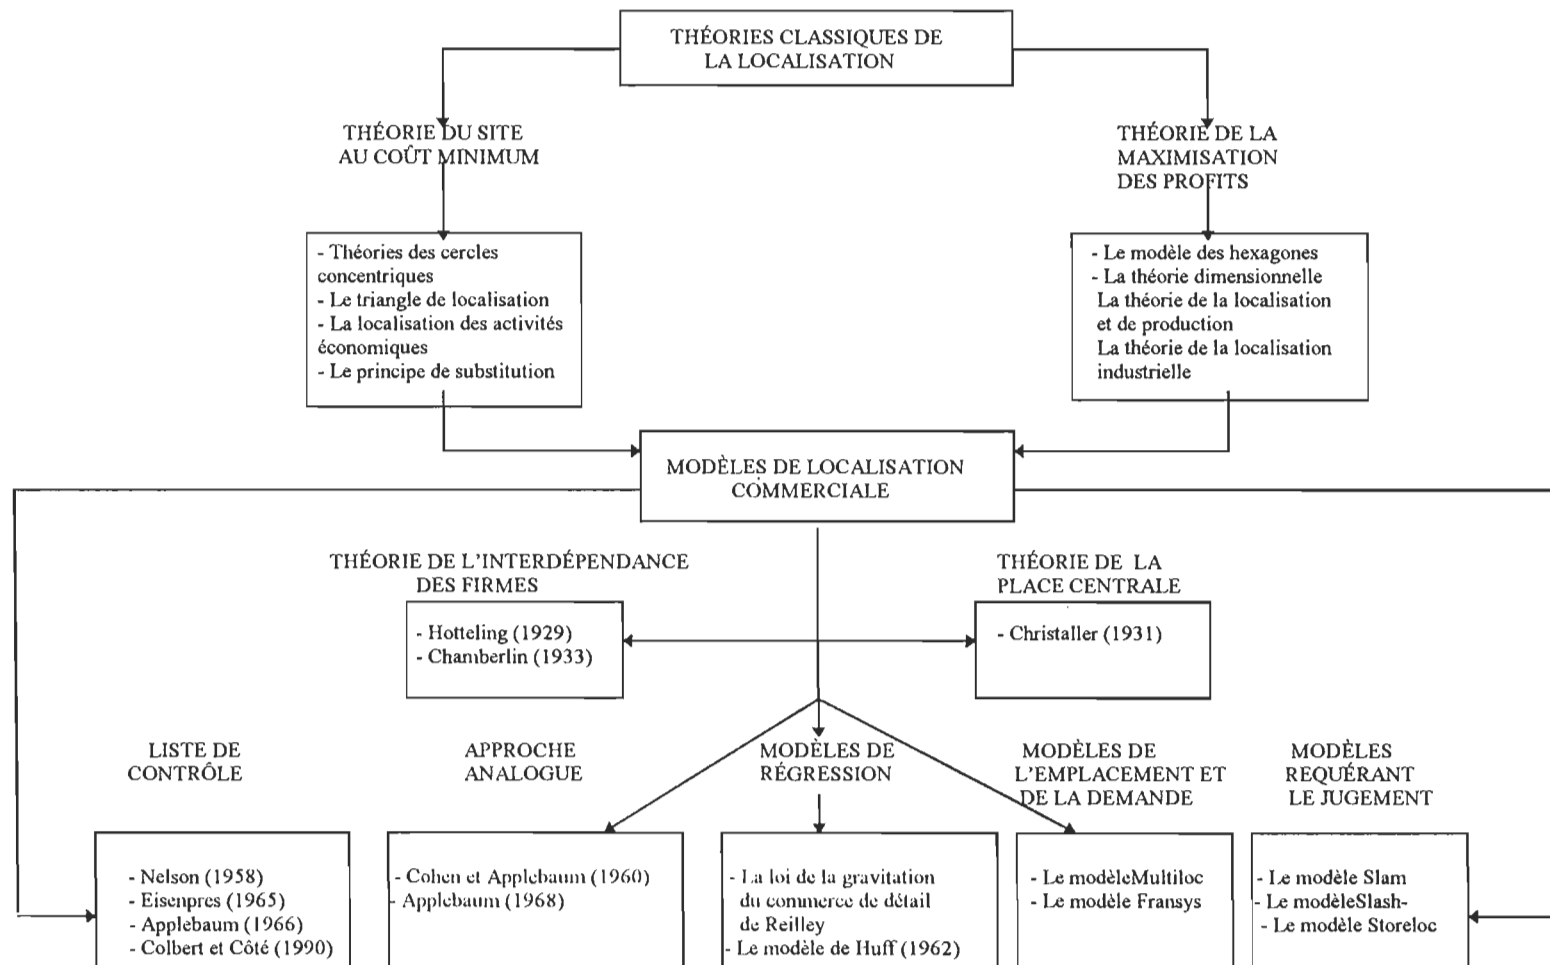 THÉORIES CLASSIQUES DE
LA LOCALISATION
THÉORIE DU SITE
AU COÛT MINIMUM
THÉORIE DE LA
MAXIMISATION
DES PROFITS
- Théories des cercles
concentriques
- Le triangle de localisation
- La localisation des activités
économiques
- Le principe de substitution
- Le modèle des hexagones
- La théorie dimensionnelle
La théorie de la localisation
et de production
La théorie de la localisation
industrielle
MODÈLES DE LOCALISATION
COMMERCIALE
THÉORIE DE L'INTERDÉPENDANCE
DES FIRMES
- Hotteling (1929)
- Chamberlin (1933)
THÉORIE DE LA
PLACE CENTRALE
- Christaller (1931)
LISTE DE
CONTRÔLE
- Nelson (1958)
- Eisenpres (1965)
- Applebaum (1966)
- Colbert et Côté (1990)
APPROCHE
ANALOGUE
- Cohen et Applebaum (1960)
- Applebaum (1968)
MODÈLES DE
RÉGRESSION
- La loi de la gravitation
du commerce de détail
de Reilley
- Le modèle de Huff (1962)
MODÈLES DE
L'EMPLACEMENT ET
DE LA DEMANDE
- Le modèleMultiloc
- Le modèle Fransys
MODÈLES
REQUÉRANT
LE JUGEMENT
- Le modèle Slam
- Le modèleSlash-
- Le modèle Storeloc